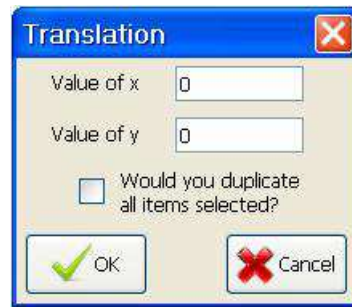 Translation
Value of x 0
Value of y 0
Would you duplicate
all items selected?
OK Cancel